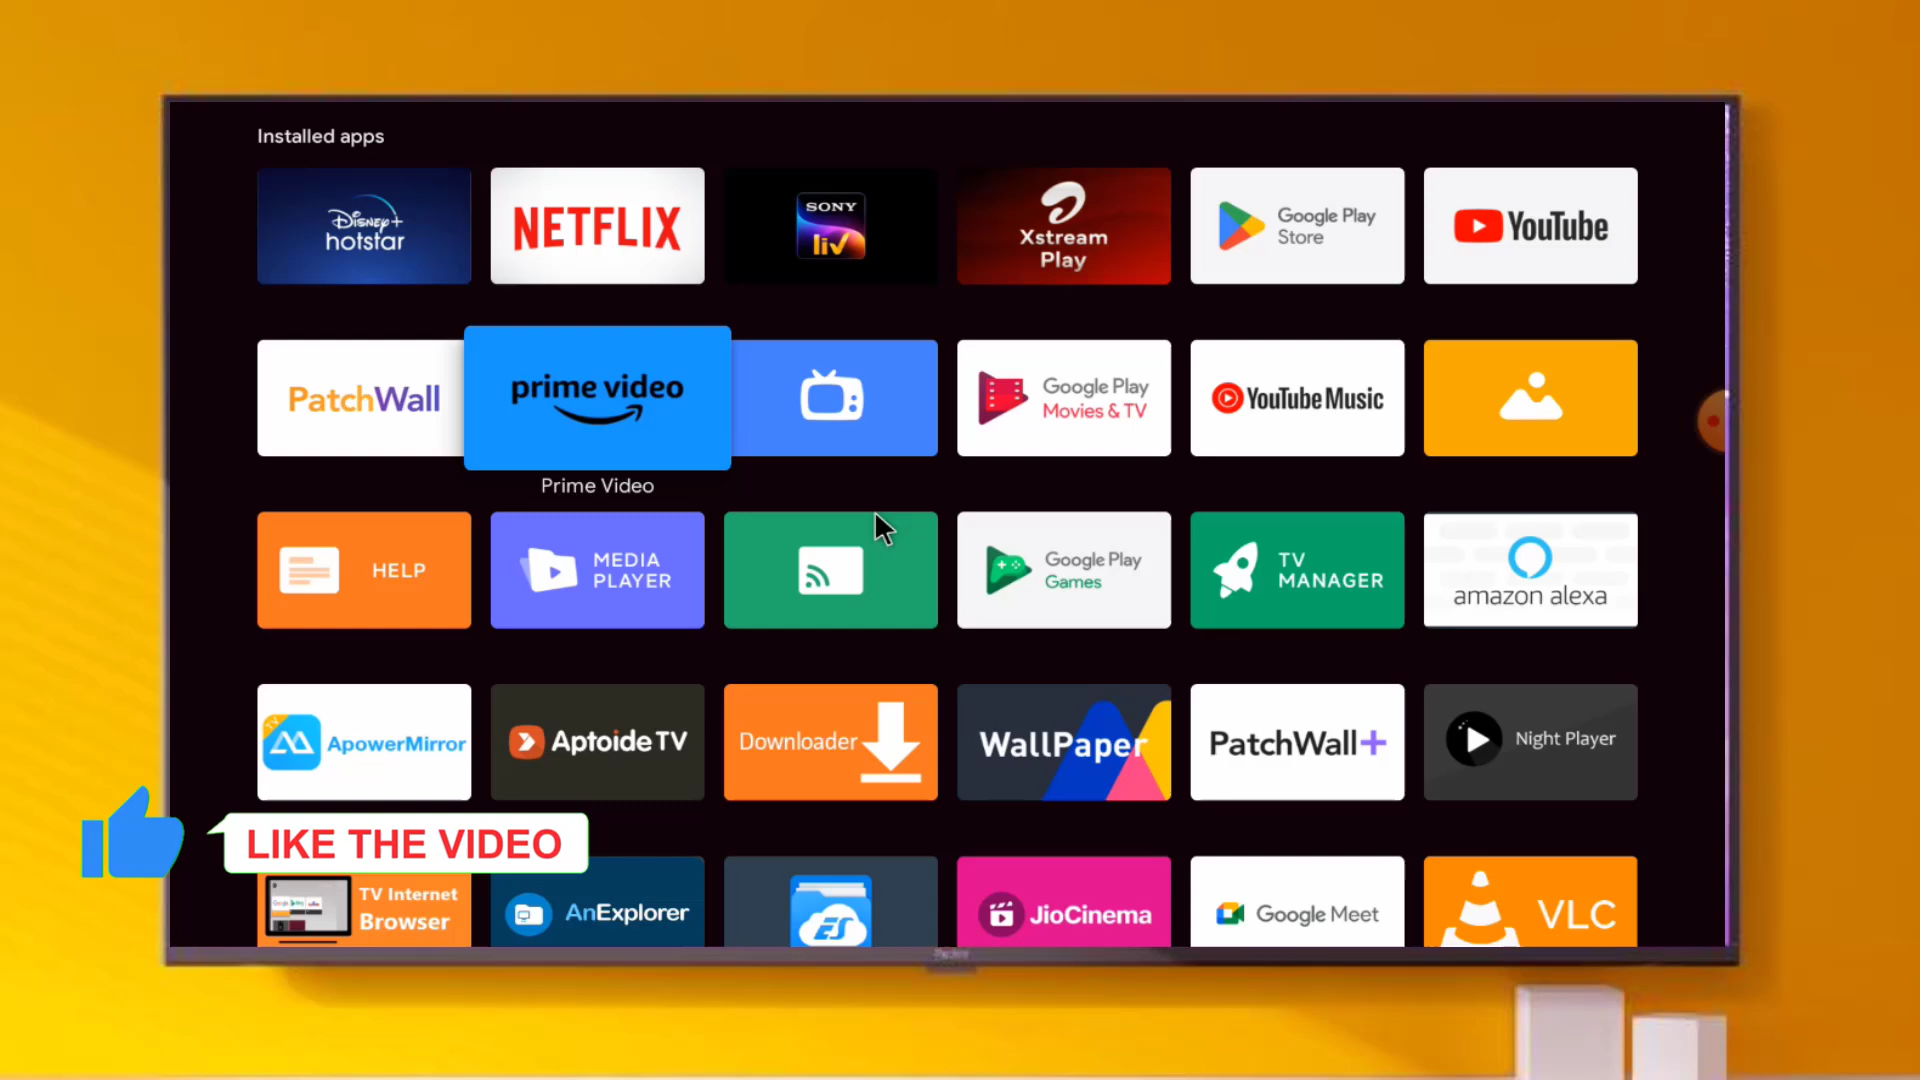 Installed apps
Disney+
hotstar
NETFLIX
SONY
liv
Xstream
Play
Google Play
Store
YouTube
PatchWall
prime video
Google Play
Movies & TV
YouTube Music
Prime Video
HELP
MEDIA
PLAYER
Google Play
Games
TV
MANAGER
amazon alexa
TV
ApowerMirror
Aptoide TV
Downloader
WallPaper
PatchWall+
Night Player
LIKE THE VIDEO
TV Internet
Browser
AnExplorer
ES
JioCinema
Google Meet
VLC